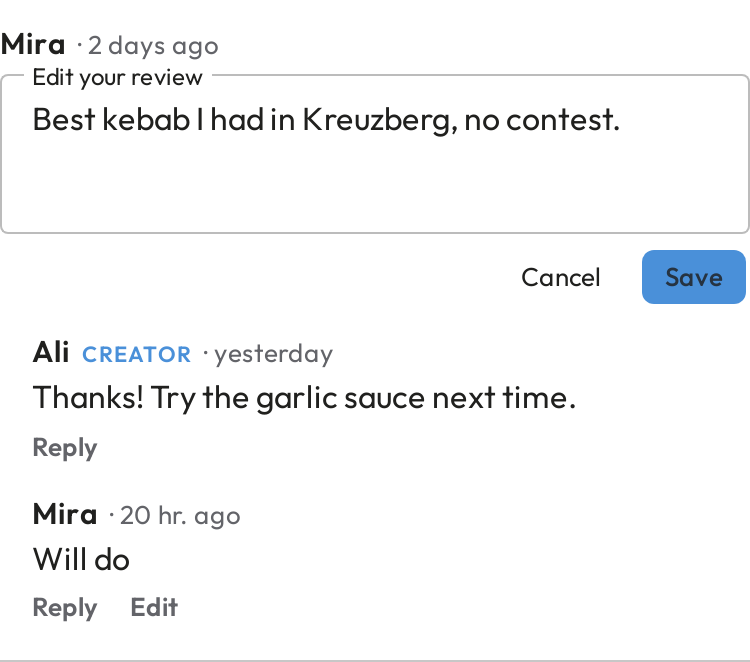 Mira · 2 days ago
Edit your review
Best kebab I had in Kreuzberg, no contest.
Cancel Save
Ali CREATOR · yesterday
Thanks! Try the garlic sauce next time.
Reply
Mira · 20 hr. ago
Will do
Reply Edit